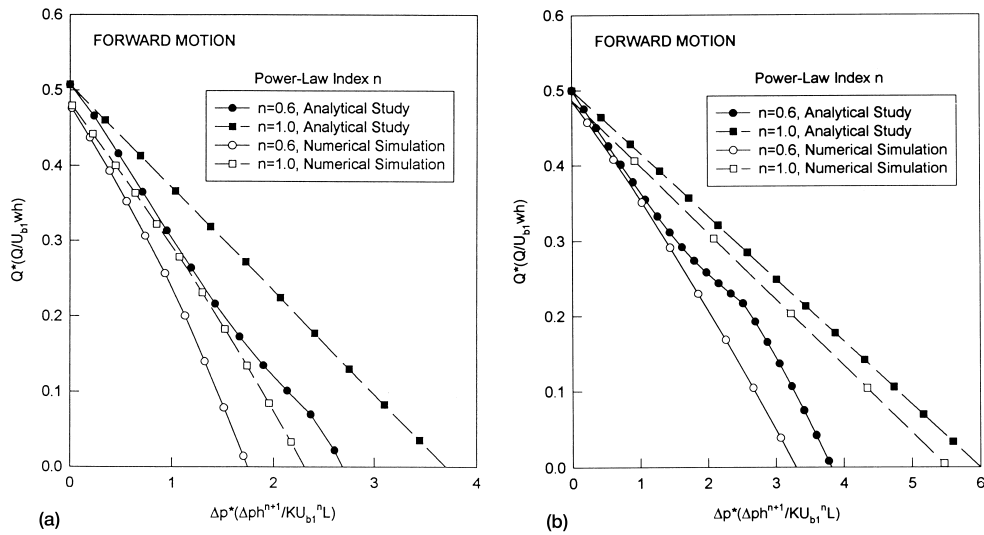 FORWARD MOTION
Power-Law Index n
n=0.6, Analytical Study
n=1.0, Analytical Study
n=0.6, Numerical Simulation
n=1.0, Numerical Simulation
0.6
0.5
0.4
0.3
0.2
0.1
0.0
Q*(Q/U_b1wh)
0 1 2 3 4
Δp*(Δph^n+1/KU_b1^nL)
(a)
FORWARD MOTION
Power-Law Index n
n=0.6, Analytical Study
n=1.0, Analytical Study
n=0.6, Numerical Simulation
n=1.0, Numerical Simulation
0.6
0.5
0.4
0.3
0.2
0.1
0.0
Q*(Q/U_b1wh)
0 1 2 3 4 5 6
Δp*(Δph^n+1/KU_b1^nL)
(b)